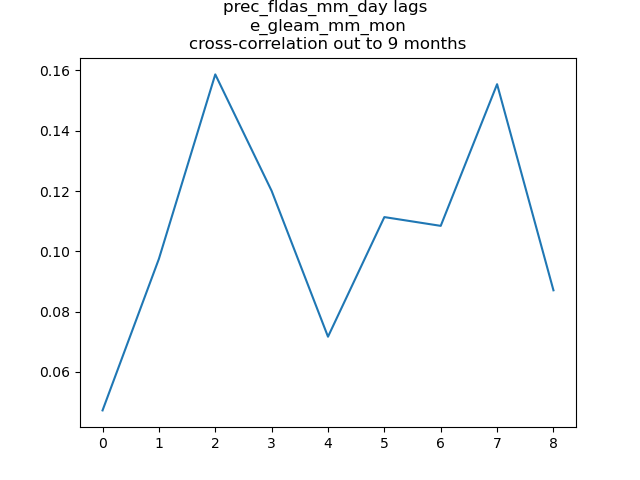 prec_fldas_mm_day lags
e_gleam_mm_mon
cross-correlation out to 9 months
0.16
0.14
0.12
0.10
0.08
0.06
0 1 2 3 4 5 6 7 8